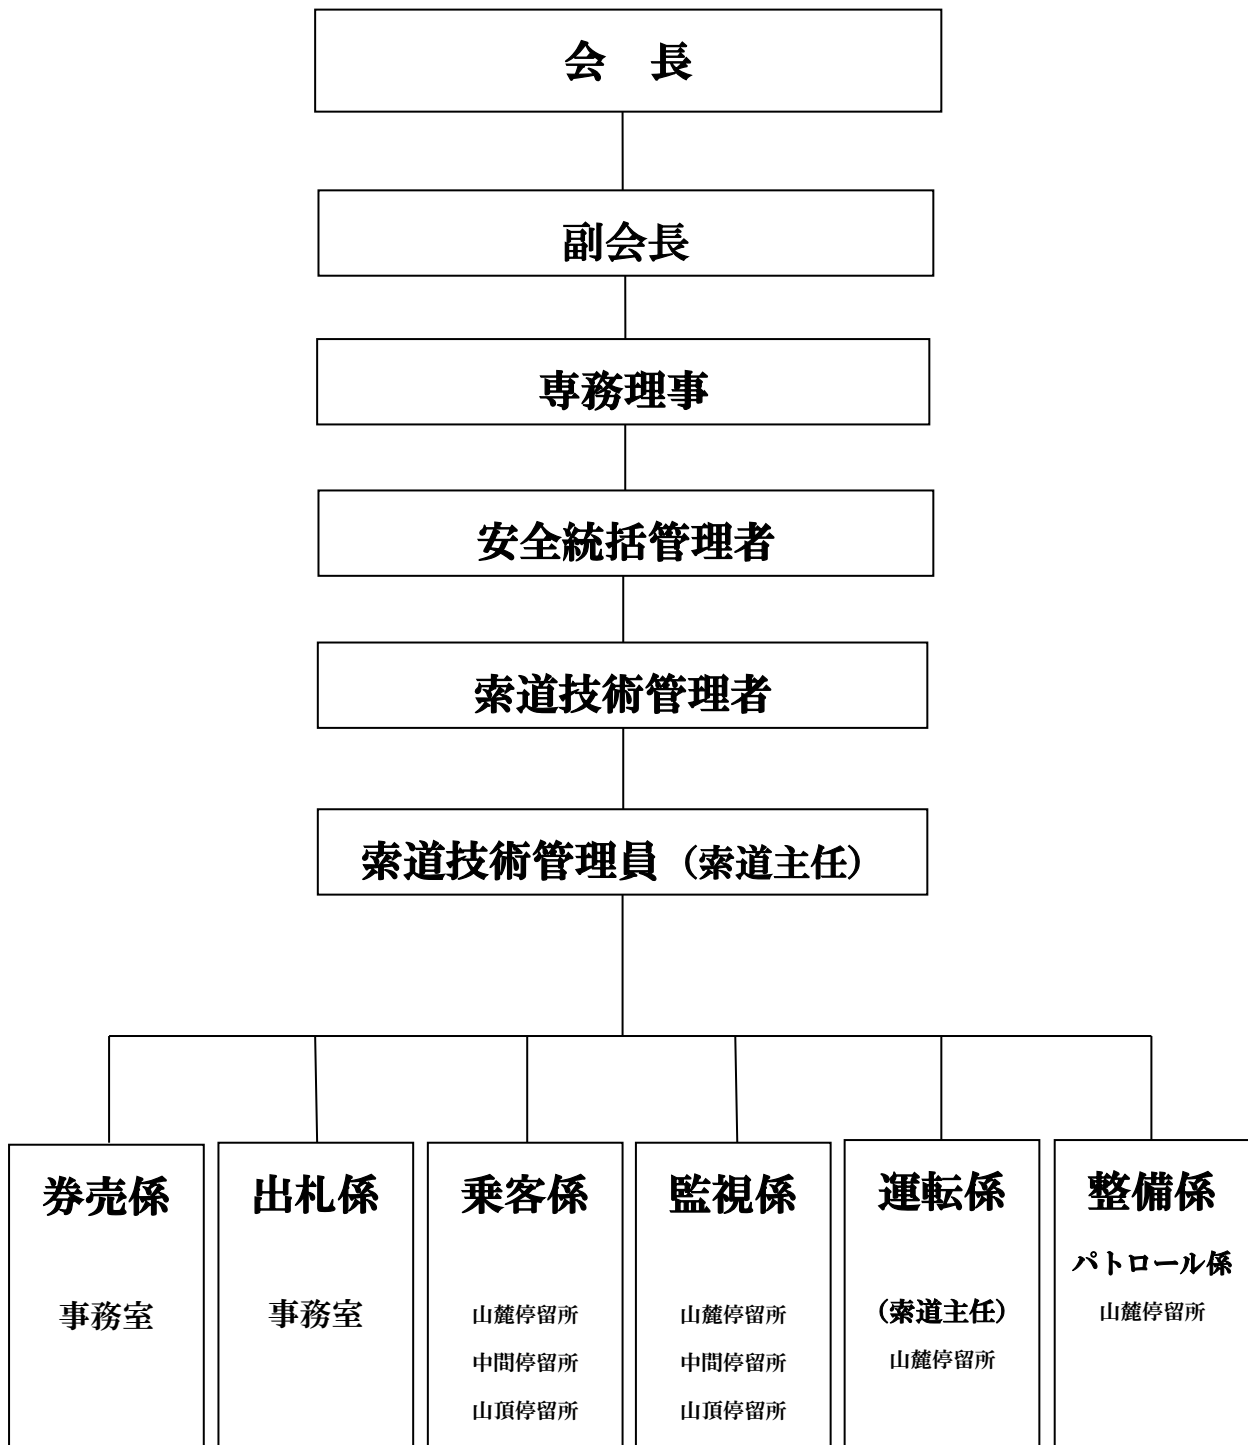 会　長
副会長
専務理事
安全統括管理者
索道技術管理者
索道技術管理員（索道主任）
券売係
事務室
出札係
事務室
乗客係
山麓停留所
中間停留所
山頂停留所
監視係
山麓停留所
中間停留所
山頂停留所
運転係
（索道主任）
山麓停留所
整備係
パトロール係
山麓停留所